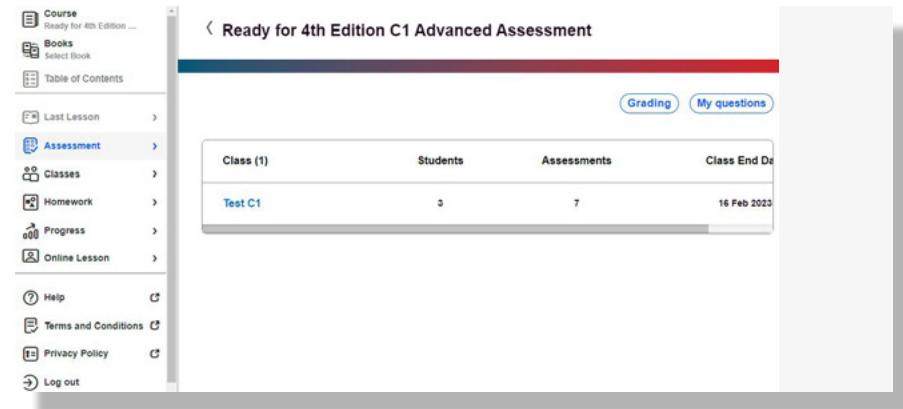 Course
Ready for 4th Edition ...
Books
Select Book
Table of Contents
Last Lesson
Assessment
Classes
Homework
Progress
Online Lesson
Help
Terms and Conditions
Privacy Policy
Log out
Ready for 4th Edition C1 Advanced Assessment
Grading My questions
Class (1) Students Assessments Class End Da
Test C1 3 7 16 Feb 2023